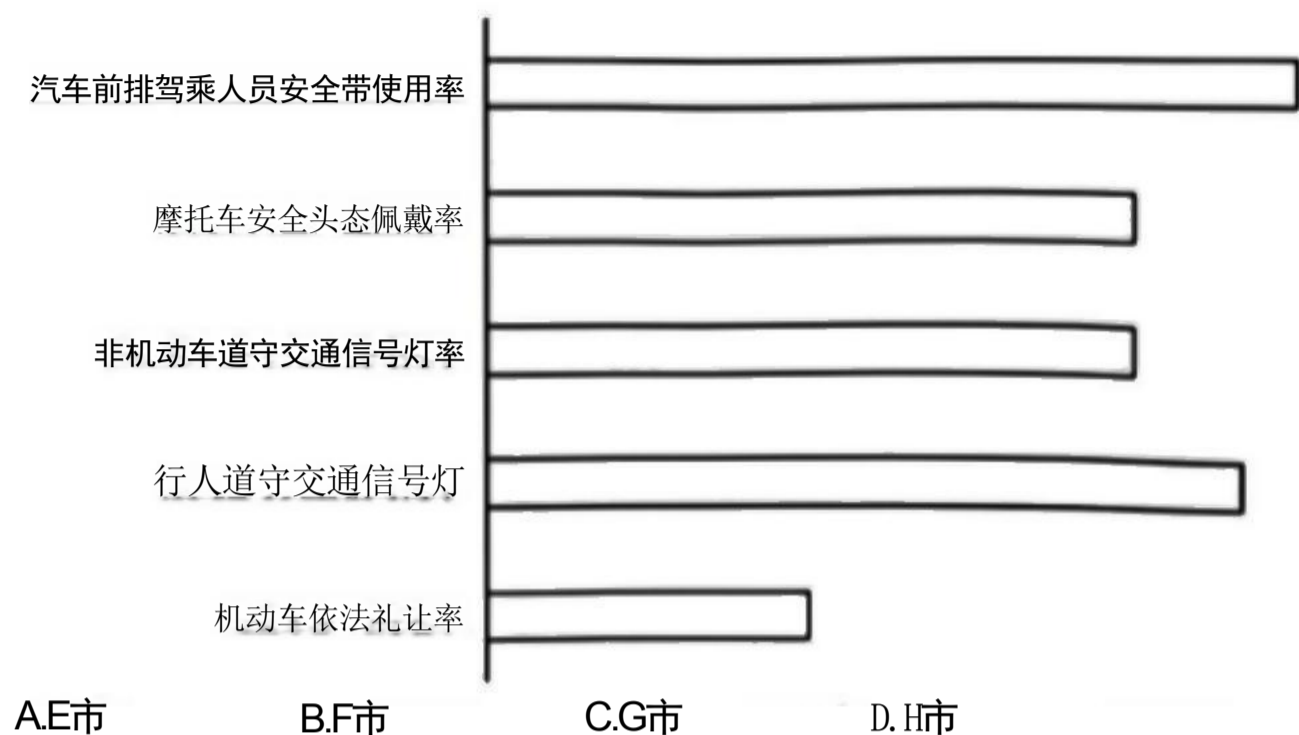 汽车前排驾乘人员安全带使用率
摩托车安全头态佩戴率
非机动车道守交通信号灯率
行人道守交通信号灯
机动车依法礼让率
A.E市 B.F市 C.G市 D.H市